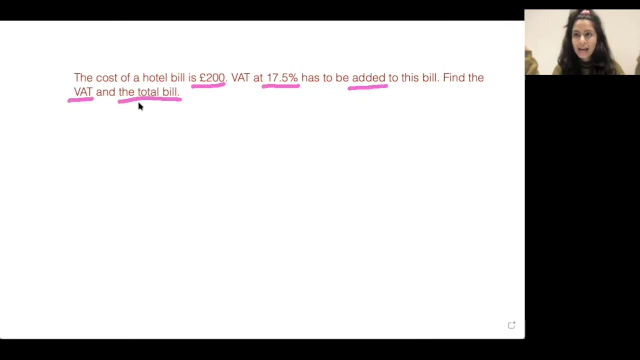 The cost of a hotel bill is £200. VAT at 17.5% has to be added to this bill. Find the
VAT and the total bill.